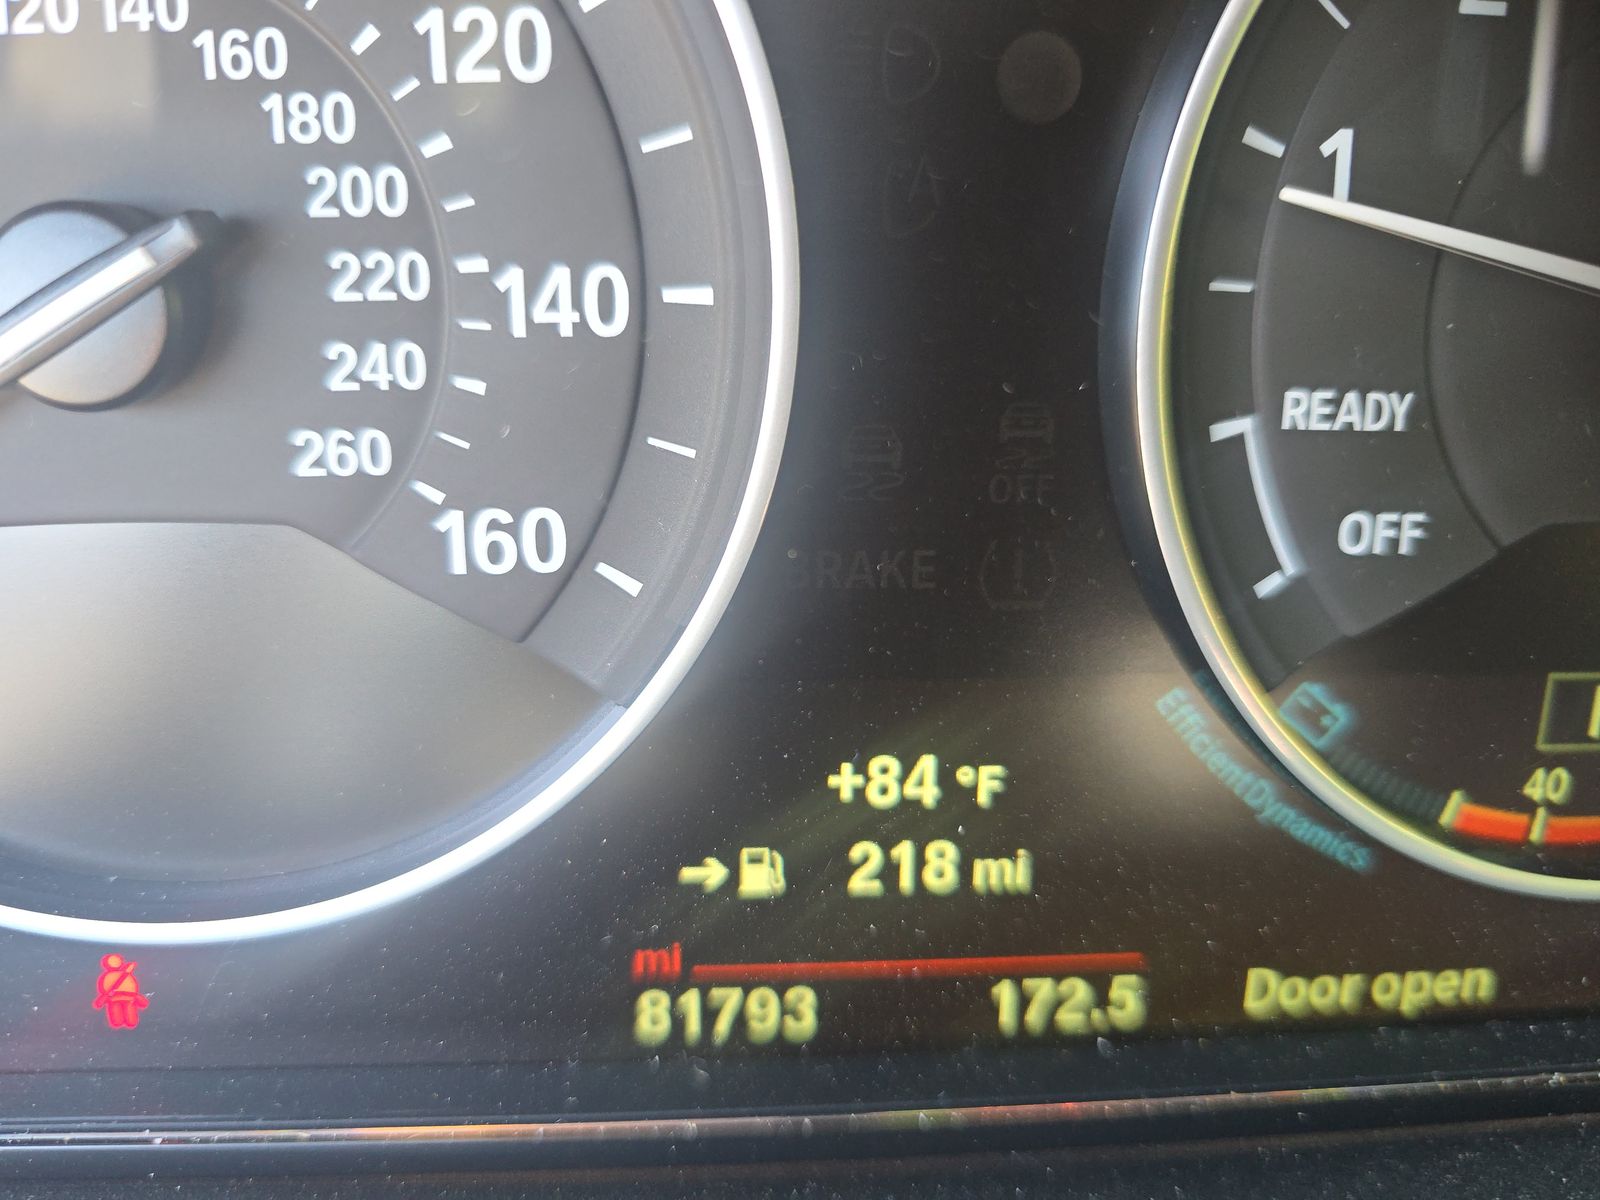 120 140
160
180
200
220
240
260
120
140
160
1
READY
OFF
OFF
BRAKE
EfficientDynamics
40
+84 °F
218 mi
mi
81793 172.5
Door open